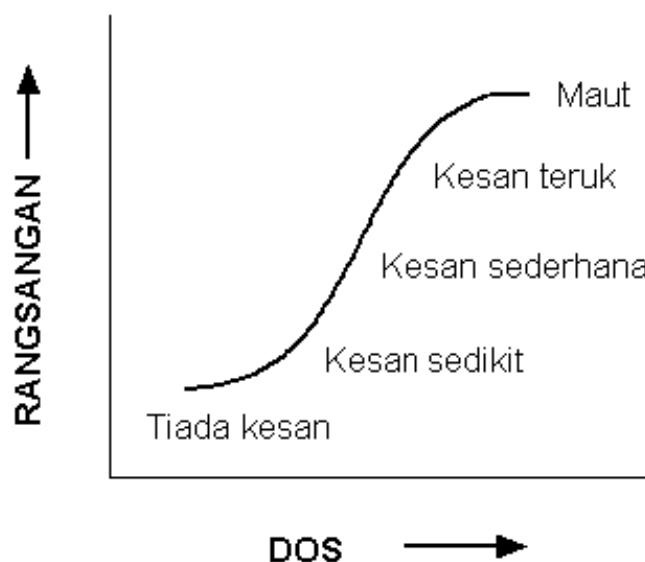 Maut
Kesan teruk
Kesan sederhana
Kesan sedikit
Tiada kesan
RANGSANGAN
DOS